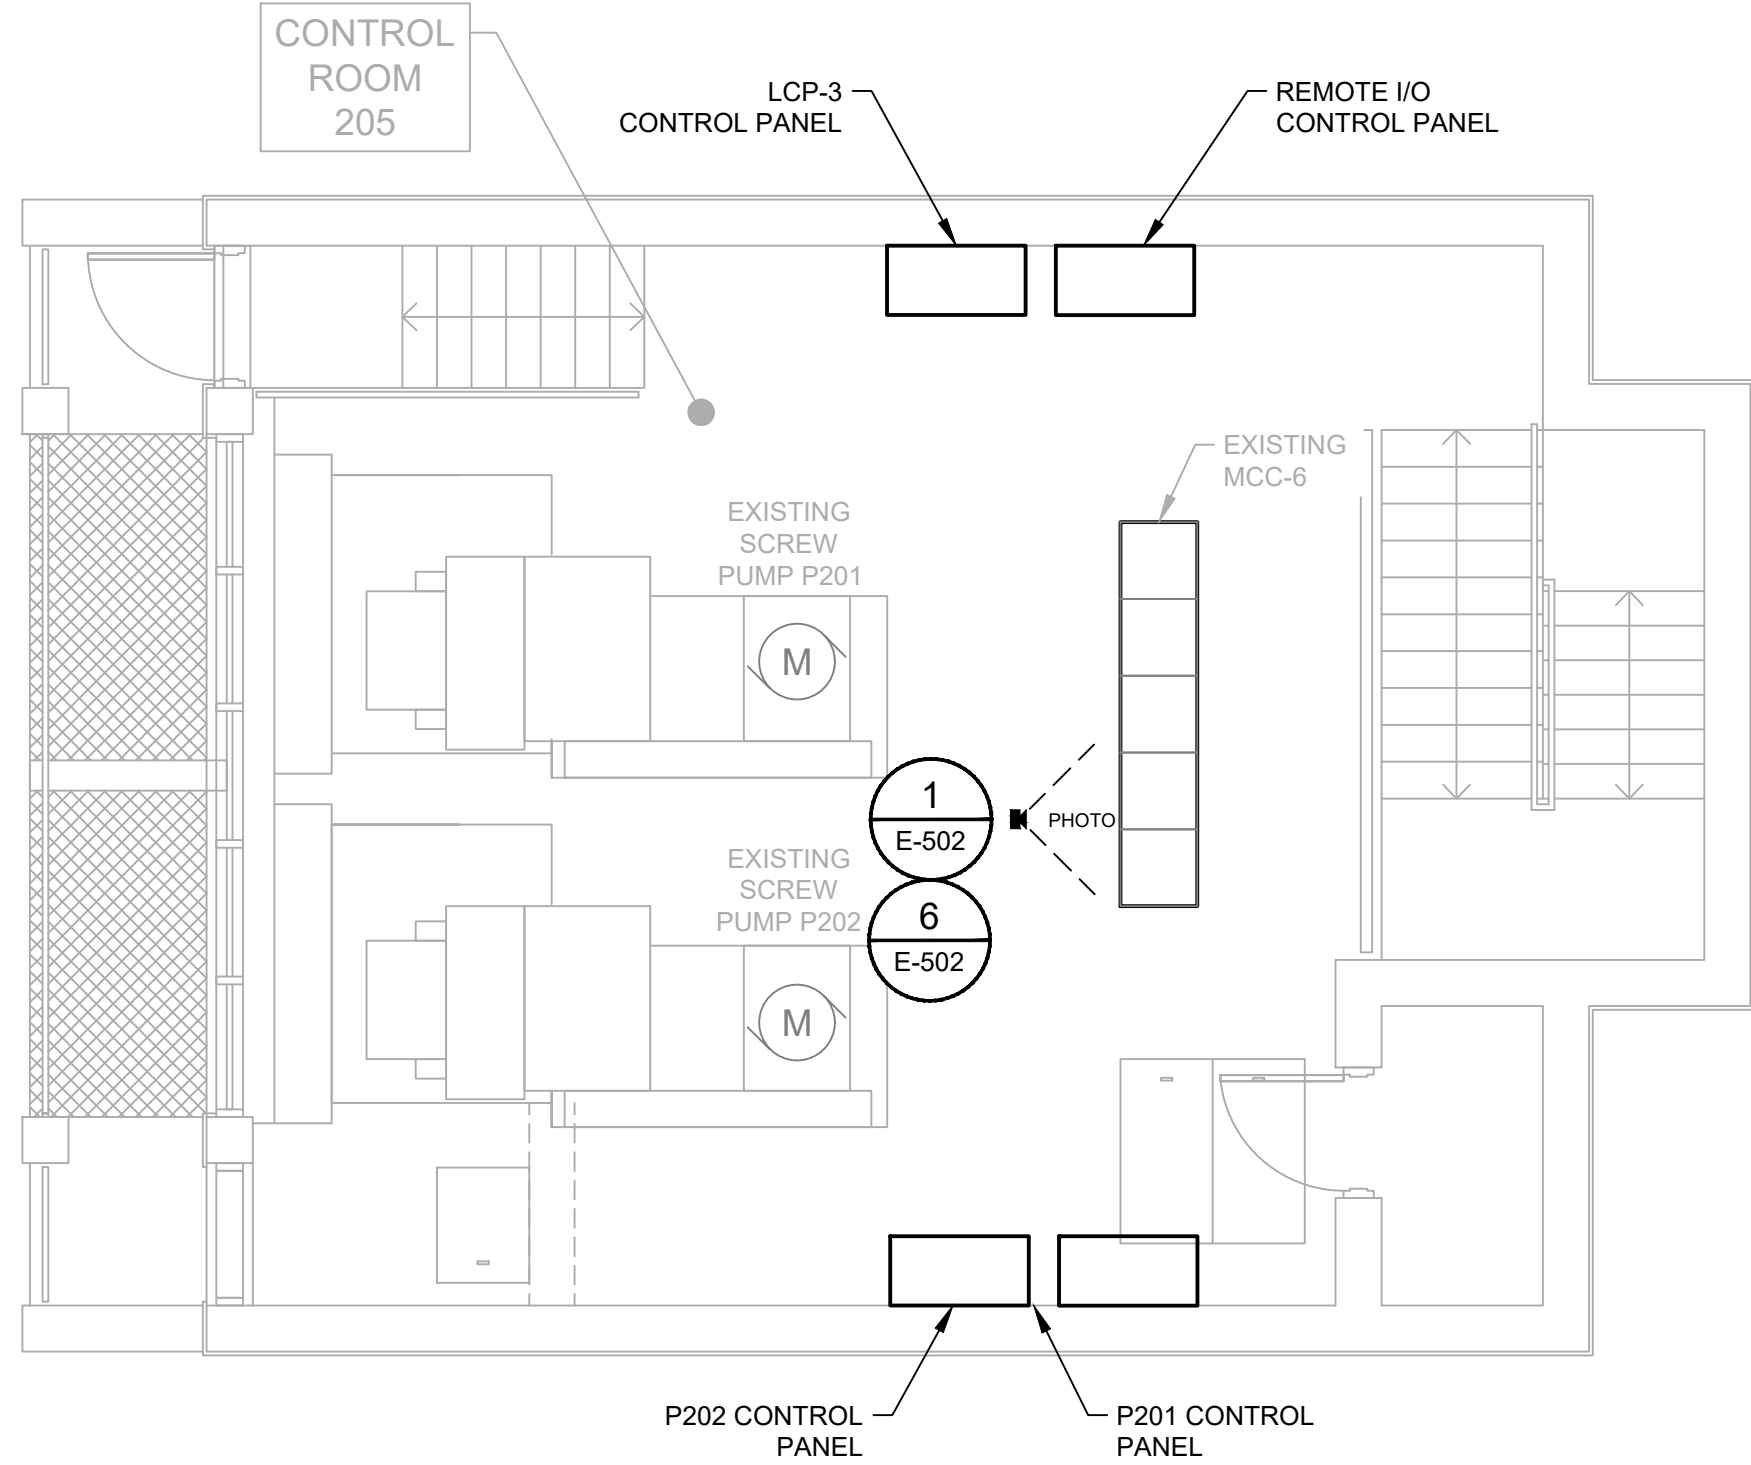 CONTROL
ROOM
205
LCP-3
CONTROL PANEL
REMOTE I/O
CONTROL PANEL
EXISTING
MCC-6
EXISTING
SCREW
PUMP P201
M
1
E-502
PHOTO
EXISTING
SCREW
PUMP P202
6
E-502
M
P202 CONTROL
PANEL
P201 CONTROL
PANEL